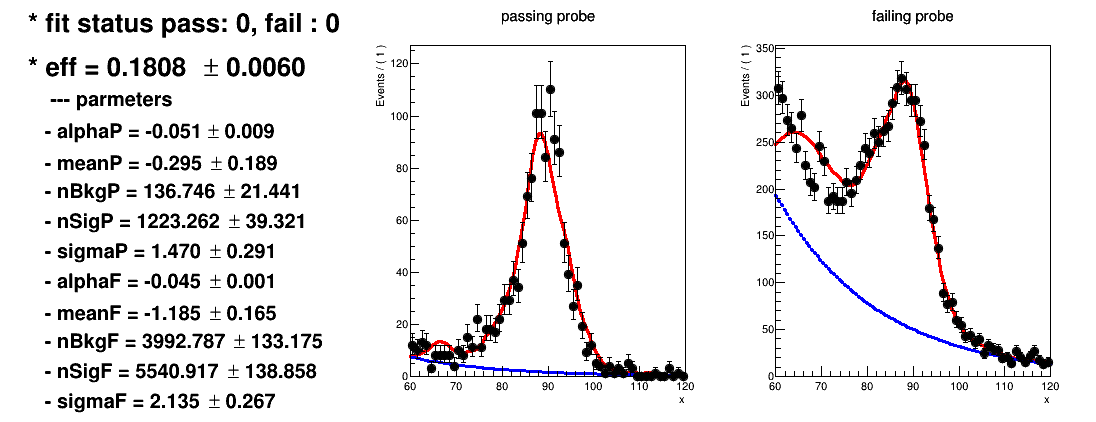 * fit status pass: 0, fail : 0
* eff = 0.1808 ± 0.0060
--- parmeters
- alphaP = -0.051 ± 0.009
- meanP = -0.295 ± 0.189
- nBkgP = 136.746 ± 21.441
- nSigP = 1223.262 ± 39.321
- sigmaP = 1.470 ± 0.291
- alphaF = -0.045 ± 0.001
- meanF = -1.185 ± 0.165
- nBkgF = 3992.787 ± 133.175
- nSigF = 5540.917 ± 138.858
- sigmaF = 2.135 ± 0.267
passing probe
Events / ( 1 )
120
100
80
60
40
20
0
60 70 80 90 100 110 120
x
failing probe
Events / ( 1 )
350
300
250
200
150
100
50
0
60 70 80 90 100 110 120
x